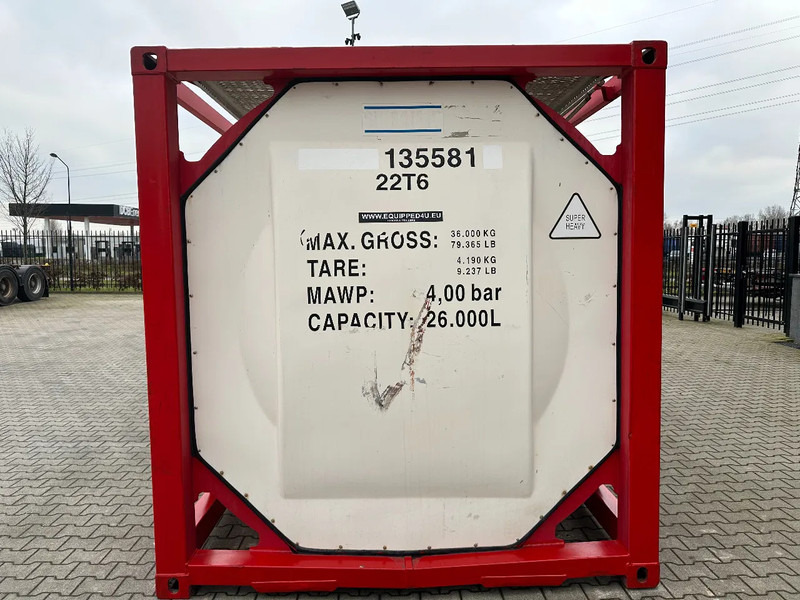 135581
22T6
WWW.EQUIPPED4U.EU
MAX. GROSS: 36.000 KG
79.365 LB
TARE: 4.190 KG
9.237 LB
MAWP: 4,00 bar
CAPACITY: 26.000L
SUPER
HEAVY